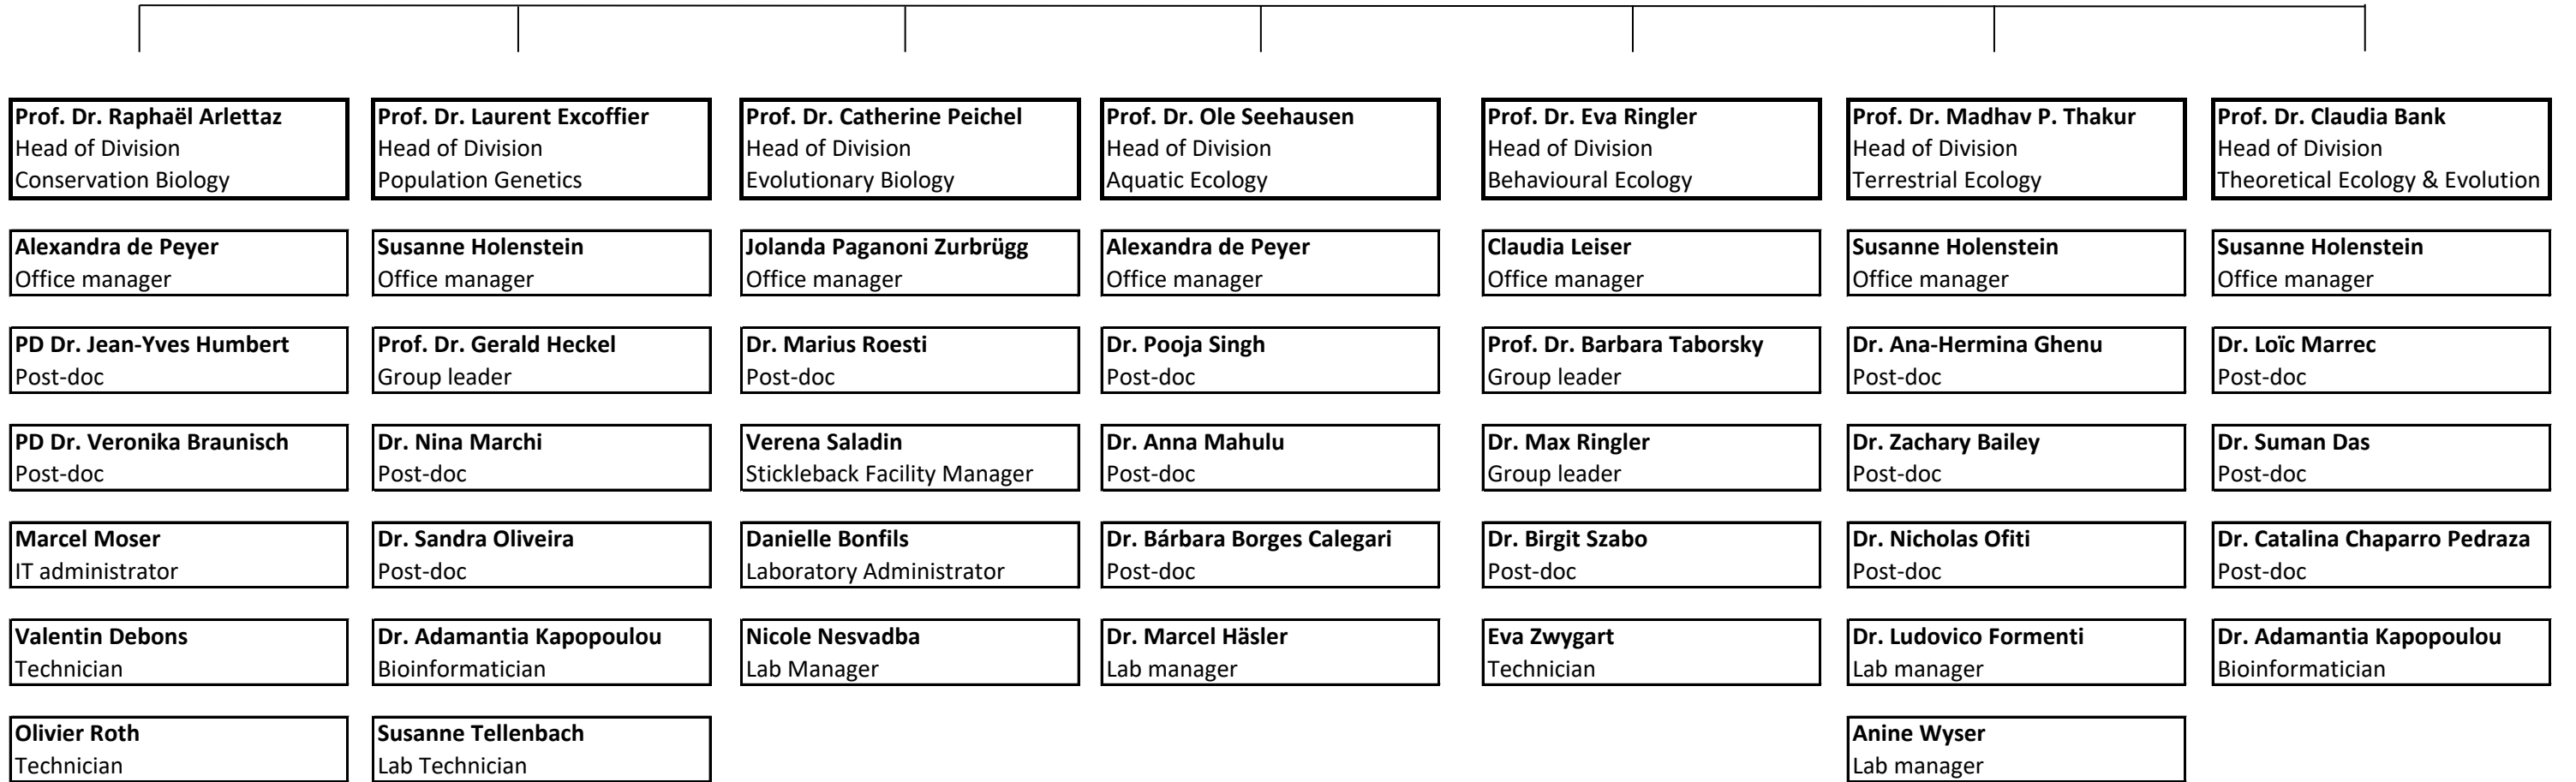 Prof. Dr. Raphaël Arlettaz
Head of Division
Conservation Biology
Alexandra de Peyer
Office manager
PD Dr. Jean-Yves Humbert
Post-doc
PD Dr. Veronika Braunisch
Post-doc
Marcel Moser
IT administrator
Valentin Debons
Technician
Olivier Roth
Technician
Prof. Dr. Laurent Excoffier
Head of Division
Population Genetics
Susanne Holenstein
Office manager
Prof. Dr. Gerald Heckel
Group leader
Dr. Nina Marchi
Post-doc
Dr. Sandra Oliveira
Post-doc
Dr. Adamantia Kapopoulou
Bioinformatician
Susanne Tellenbach
Lab Technician
Prof. Dr. Catherine Peichel
Head of Division
Evolutionary Biology
Jolanda Paganoni Zurbrügg
Office manager
Dr. Marius Roesti
Post-doc
Verena Saladin
Stickleback Facility Manager
Danielle Bonfils
Laboratory Administrator
Nicole Nesvadba
Lab Manager
Prof. Dr. Ole Seehausen
Head of Division
Aquatic Ecology
Alexandra de Peyer
Office manager
Dr. Pooja Singh
Post-doc
Dr. Anna Mahulu
Post-doc
Dr. Bárbara Borges Calegari
Post-doc
Dr. Marcel Häsler
Lab manager
Prof. Dr. Eva Ringler
Head of Division
Behavioural Ecology
Claudia Leiser
Office manager
Prof. Dr. Barbara Taborsky
Group leader
Dr. Max Ringler
Group leader
Dr. Birgit Szabo
Post-doc
Eva Zwygart
Technician
Prof. Dr. Madhav P. Thakur
Head of Division
Terrestrial Ecology
Susanne Holenstein
Office manager
Dr. Ana-Hermina Ghenu
Post-doc
Dr. Zachary Bailey
Post-doc
Dr. Nicholas Ofiti
Post-doc
Dr. Ludovico Formenti
Lab manager
Anine Wyser
Lab manager
Prof. Dr. Claudia Bank
Head of Division
Theoretical Ecology & Evolution
Susanne Holenstein
Office manager
Dr. Loïc Marrec
Post-doc
Dr. Suman Das
Post-doc
Dr. Catalina Chaparro Pedraza
Post-doc
Dr. Adamantia Kapopoulou
Bioinformatician